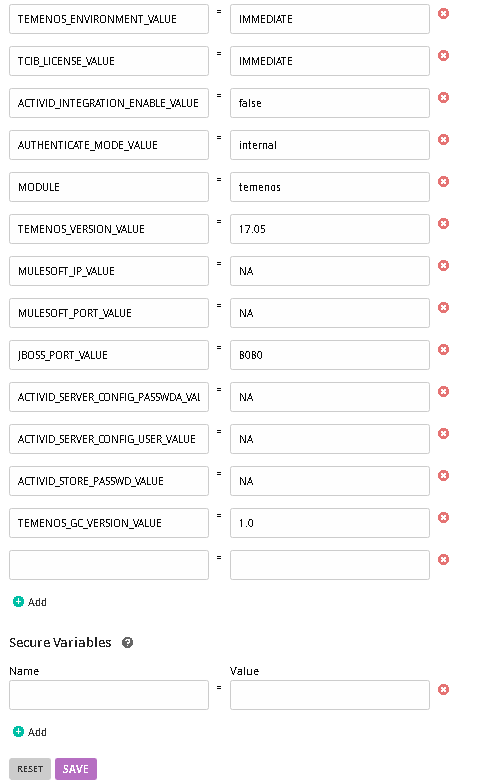 TEMENOS_ENVIRONMENT_VALUE = IMMEDIATE
TCIB_LICENSE_VALUE = IMMEDIATE
ACTIVID_INTEGRATION_ENABLE_VALUE = false
AUTHENTICATE_MODE_VALUE = internal
MODULE = temenos
TEMENOS_VERSION_VALUE = 17.05
MULESOFT_IP_VALUE = NA
MULESOFT_PORT_VALUE = NA
JBOSS_PORT_VALUE = 8080
ACTIVID_SERVER_CONFIG_PASSWDA_VAL = NA
ACTIVID_SERVER_CONFIG_USER_VALUE = NA
ACTIVID_STORE_PASSWD_VALUE = NA
TEMENOS_GC_VERSION_VALUE = 1.0
=
+ Add
Secure Variables ?
Name Value
=
+ Add
RESET SAVE